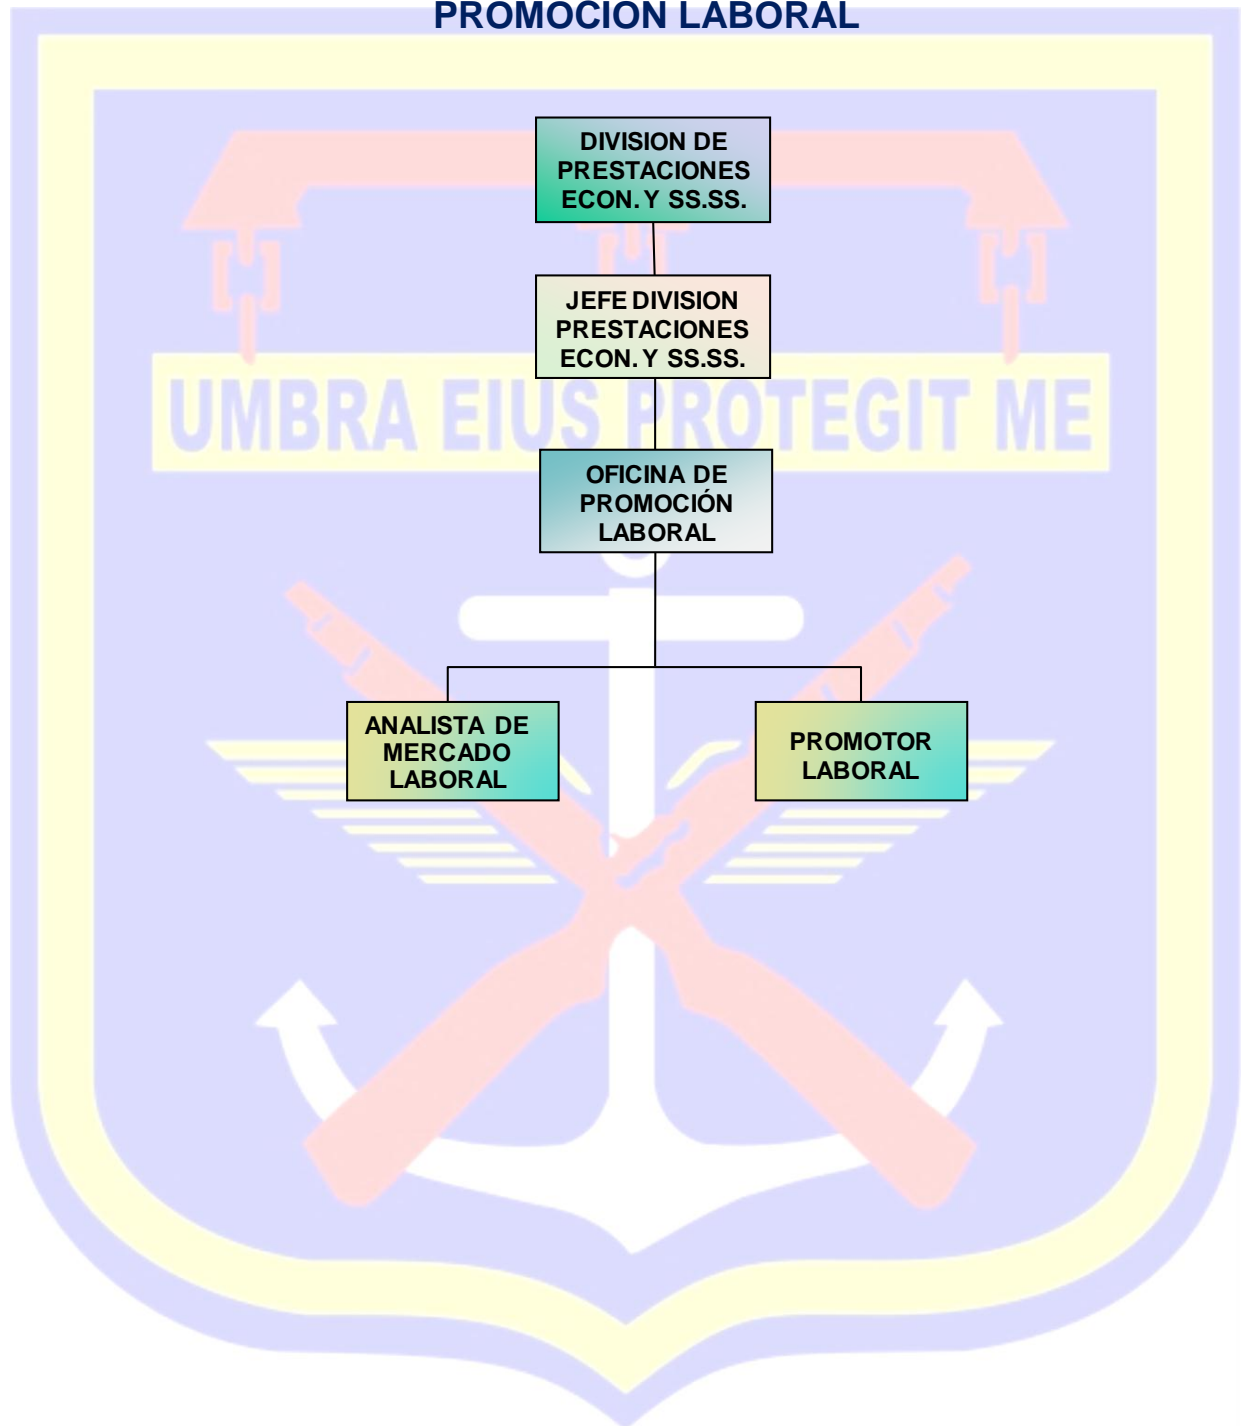 PROMOCION LABORAL
DIVISION DE
PRESTACIONES
ECON. Y SS.SS.
JEFE DIVISION
PRESTACIONES
ECON. Y SS.SS.
UMBRA EIUS PROTEGIT ME
OFICINA DE
PROMOCIÓN
LABORAL
ANALISTA DE
MERCADO
LABORAL
PROMOTOR
LABORAL